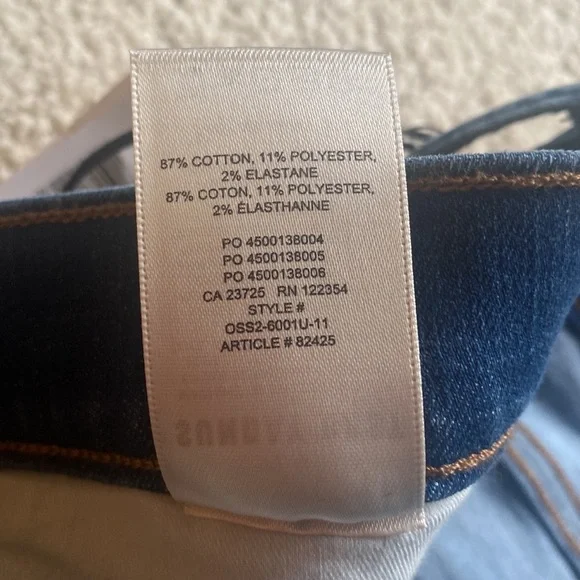 87% COTTON, 11% POLYESTER,
2% ELASTANE
87% COTON, 11% POLYESTER,
2% ÉLASTHANNE
PO 4500138004
PO 4500138005
PO 4500138006
CA 23725 RN 122354
STYLE #
OSS2-6001U-11
ARTICLE # 82425